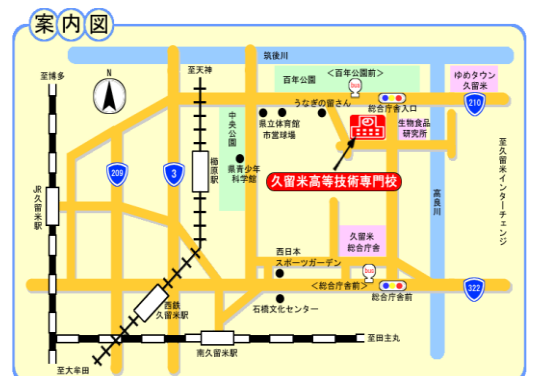 案内図
筑後川
至博多
N
至天神
百年公園
<百年公園前>
bus
ゆめタウン
久留米
210
うなぎの留さん
総合庁舎入口
中央公園
県立体育館
市営球場
生物食品
研究所
至久留米インターチェンジ
209
3
櫛原駅
県青少年
科学館
久留米高等技術専門校
高良川
JR久留米駅
久留米
総合庁舎
西日本
スポーツガーデン
bus
<総合庁舎前>
総合庁舎前
322
西鉄
久留米駅
石橋文化センター
南久留米駅
至田主丸
至大牟田